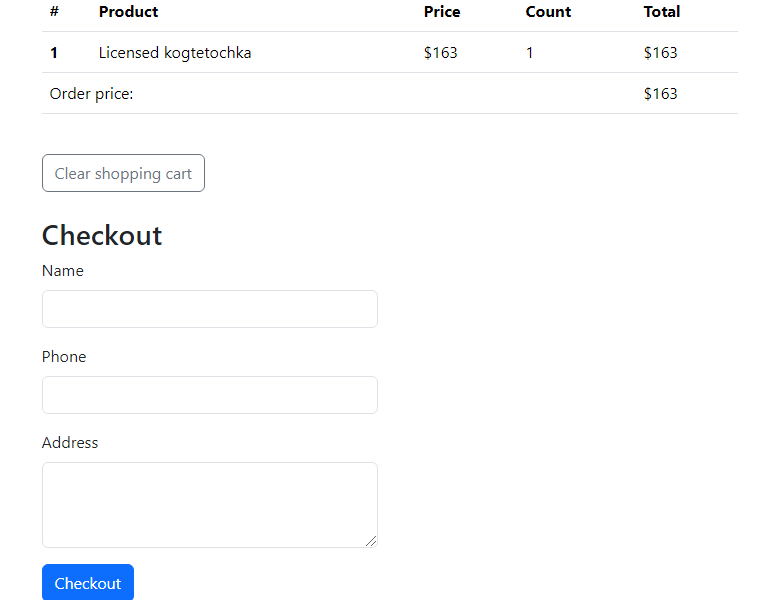 # Product Price Count Total
1 Licensed kogtetochka $163 1 $163
Order price: $163
Clear shopping cart
Checkout
Name
Phone
Address
Checkout